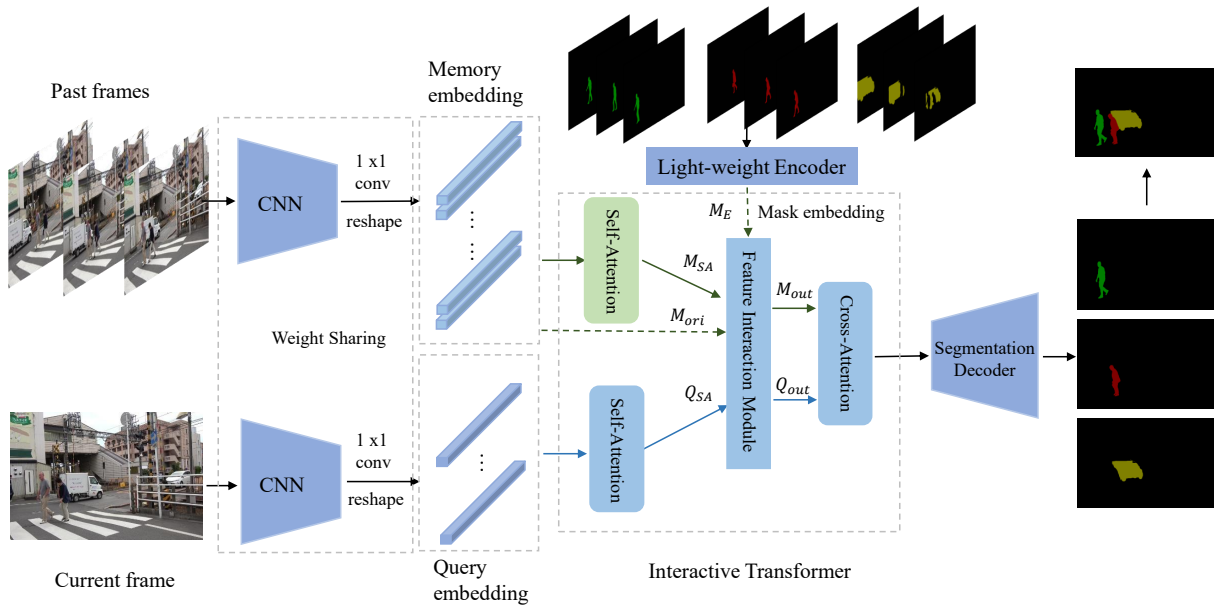 Past frames
CNN
1 x1
conv
reshape
Memory
embedding
Light-weight Encoder
M_E
Mask embedding
Self-Attention
M_SA
M_ori
Feature Interaction Module
M_out
Cross-Attention
Weight Sharing
Segmentation
Decoder
Current frame
CNN
1 x1
conv
reshape
Query
embedding
Self-Attention
Q_SA
Q_out
Interactive Transformer